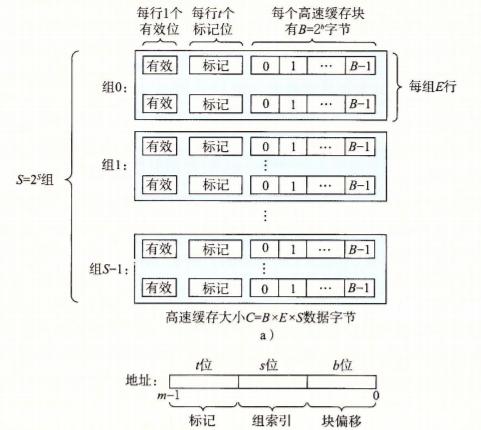 每行1个 每行t个 每个高速缓存块
有效位 标记位 有B=2ᵇ字节
有效 标记 0 1 … B−1
组0：
有效 标记 0 1 … B−1
每组E行
有效 标记 0 1 … B−1
组1：
⋮
有效 标记 0 1 … B−1
S=2ˢ组
⋮
有效 标记 0 1 … B−1
组S−1：
⋮
有效 标记 0 1 … B−1
高速缓存大小C=B×E×S数据字节
a）
t位 s位 b位
地址：
m−1 0
标记 组索引 块偏移